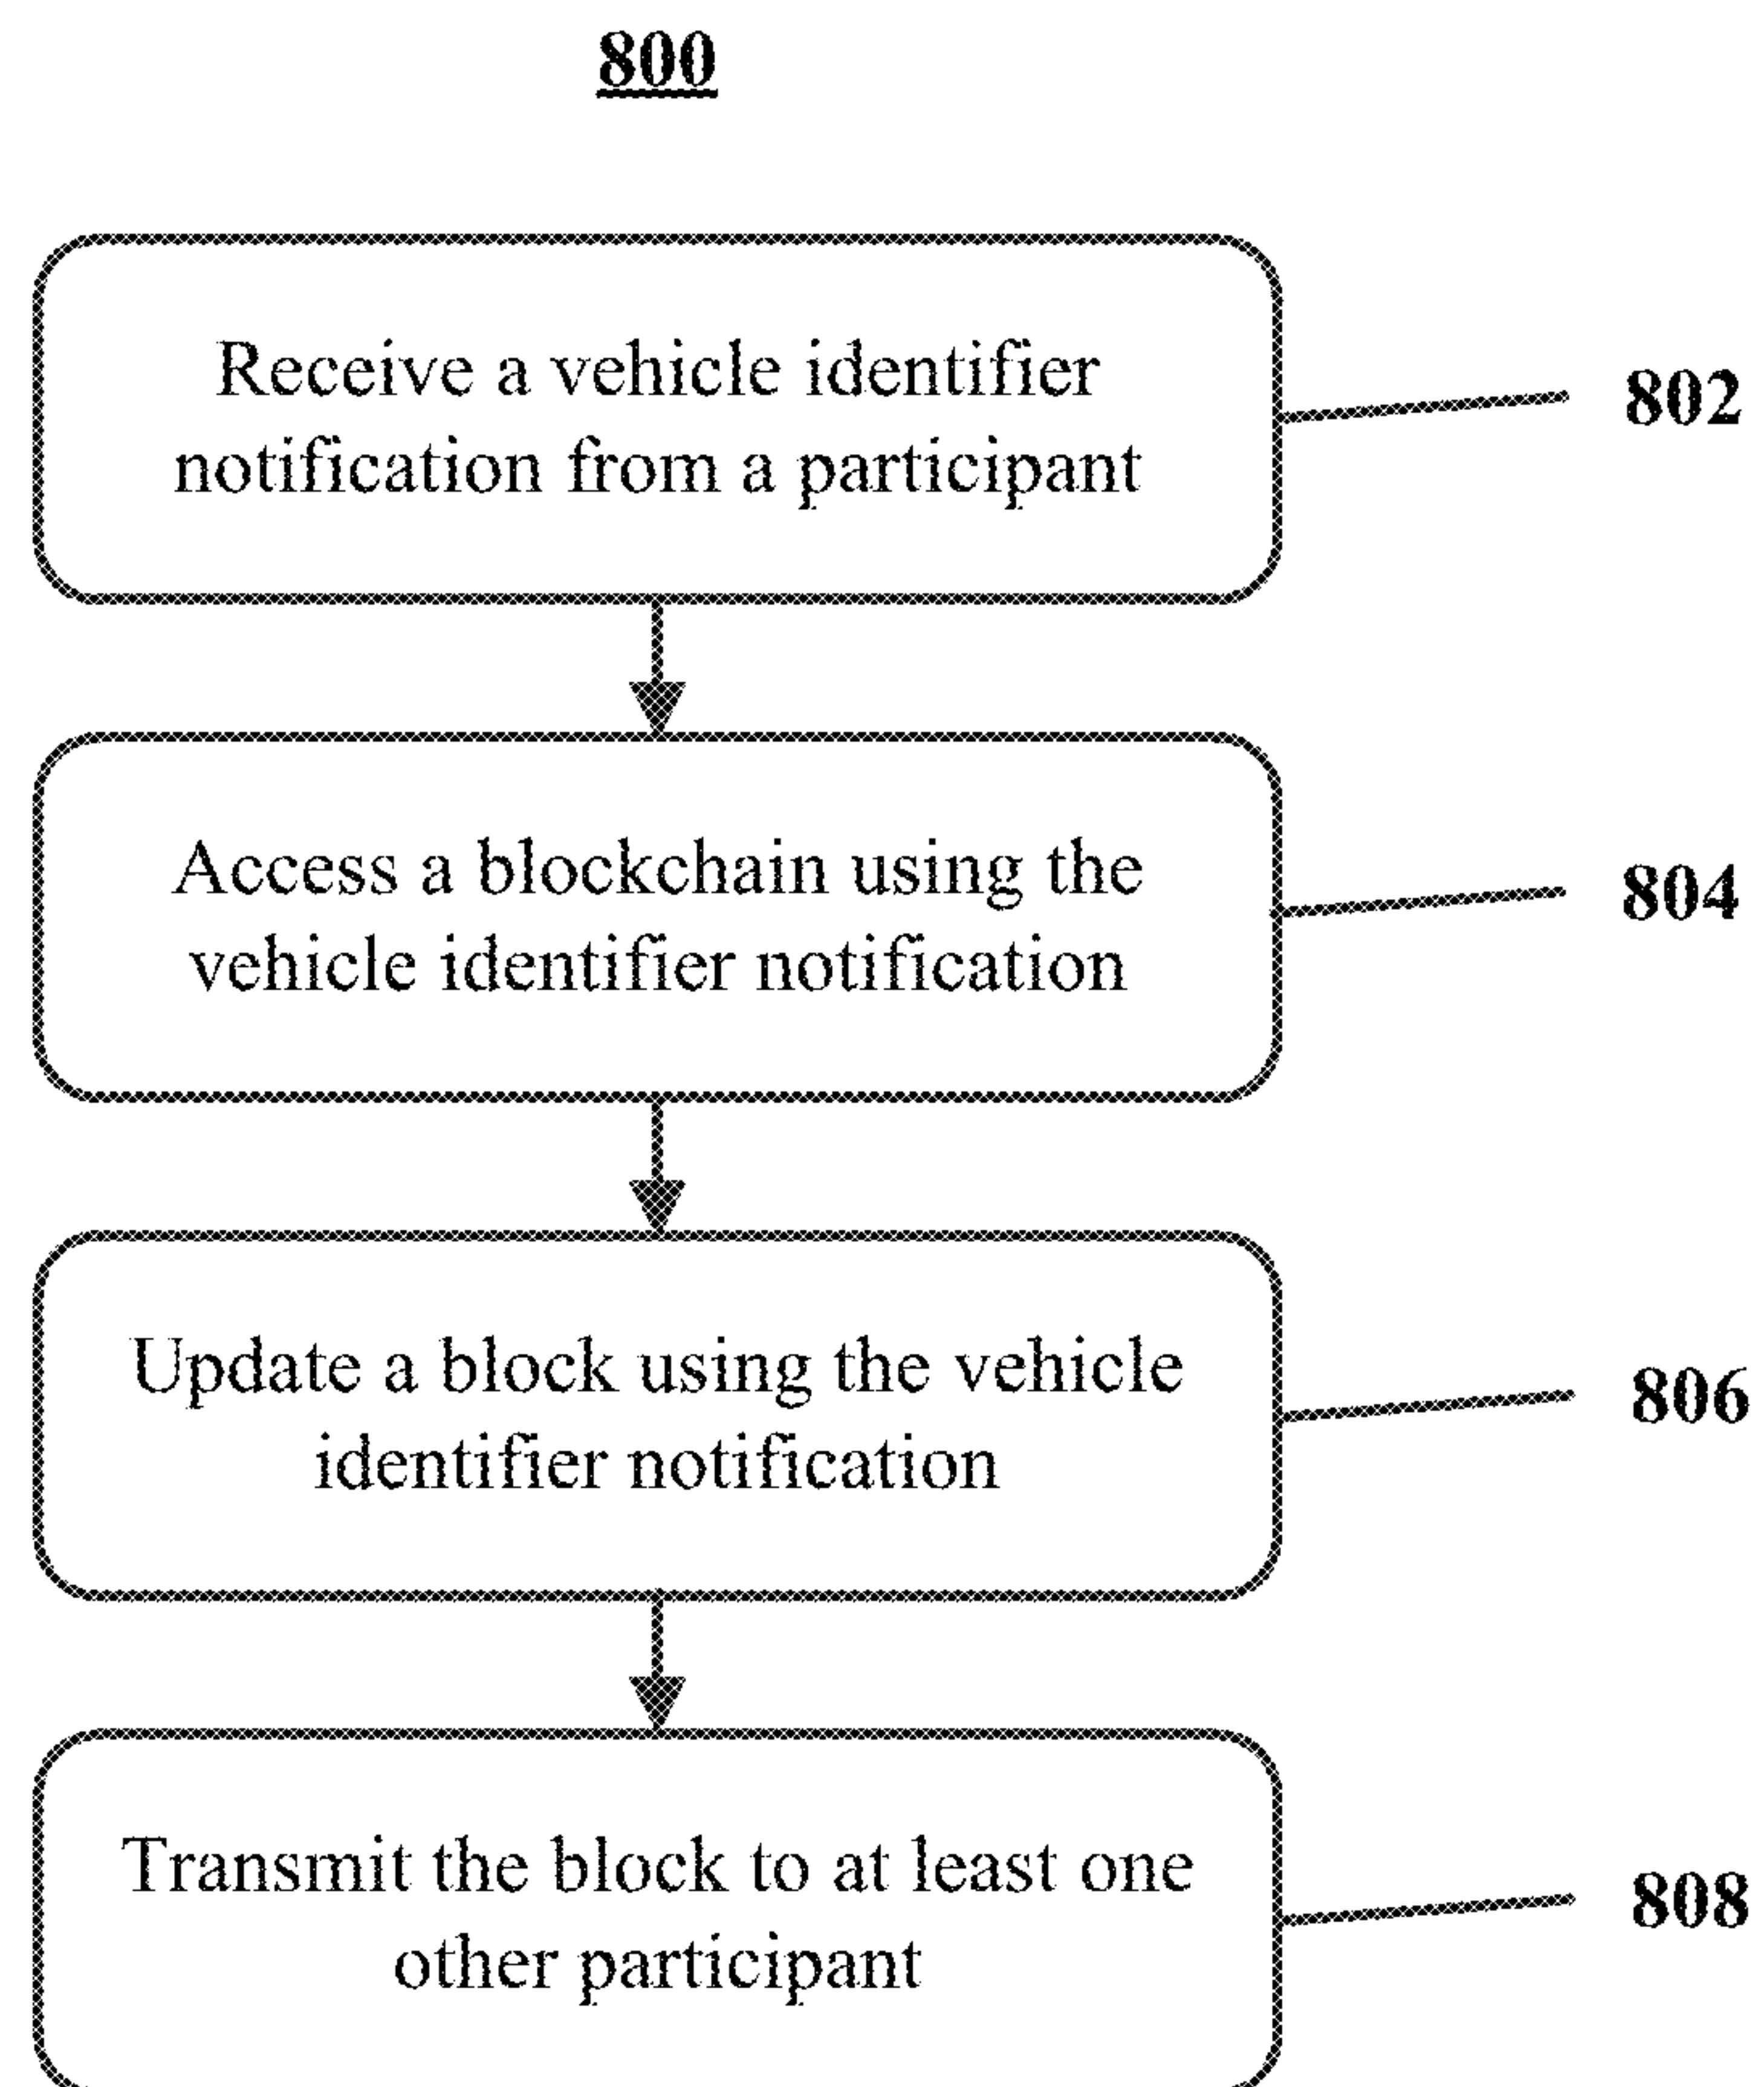 800
Receive a vehicle identifier
notification from a participant
802
Access a blockchain using the
vehicle identifier notification
804
Update a block using the vehicle
identifier notification
806
Transmit the block to at least one
other participant
808